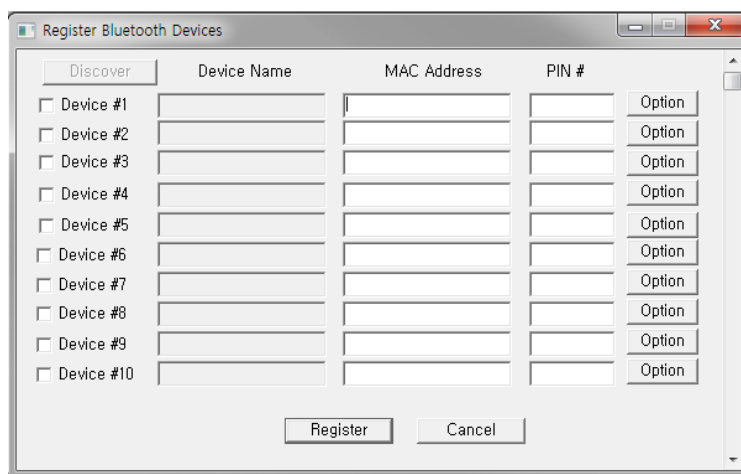 Register Bluetooth Devices
Discover Device Name MAC Address PIN #
Device #1 Option
Device #2 Option
Device #3 Option
Device #4 Option
Device #5 Option
Device #6 Option
Device #7 Option
Device #8 Option
Device #9 Option
Device #10 Option
Register Cancel